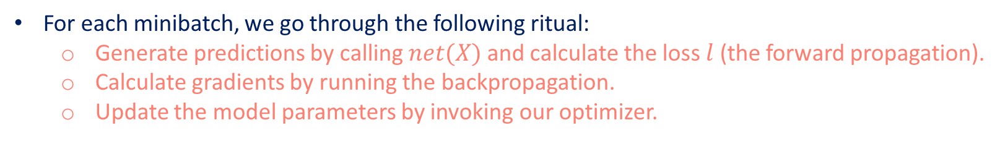 • For each minibatch, we go through the following ritual:
○ Generate predictions by calling net(X) and calculate the loss l (the forward propagation).
○ Calculate gradients by running the backpropagation.
○ Update the model parameters by invoking our optimizer.